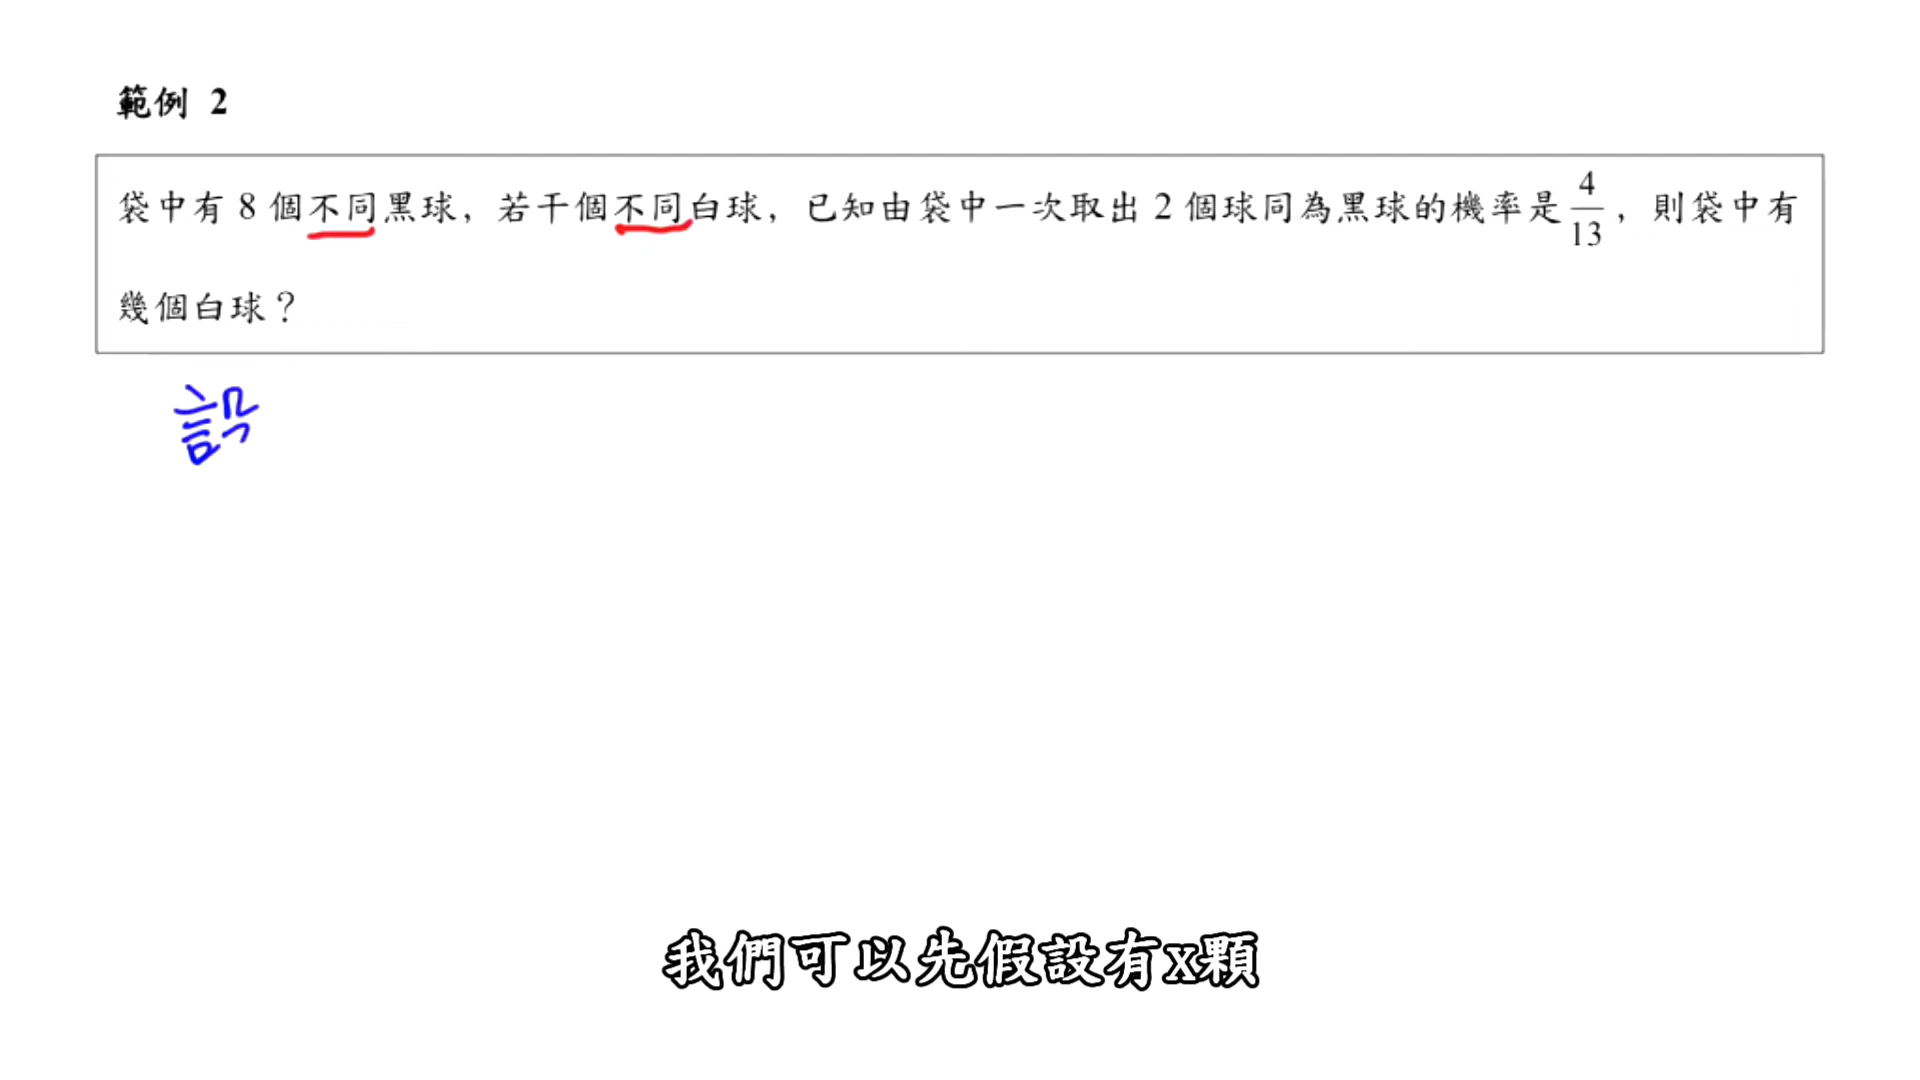 範例 2
袋中有 8 個不同黑球，若干個不同白球，已知由袋中一次取出 2 個球同為黑球的機率是 4/13，則袋中有
幾個白球？
設
我們可以先假設有x顆